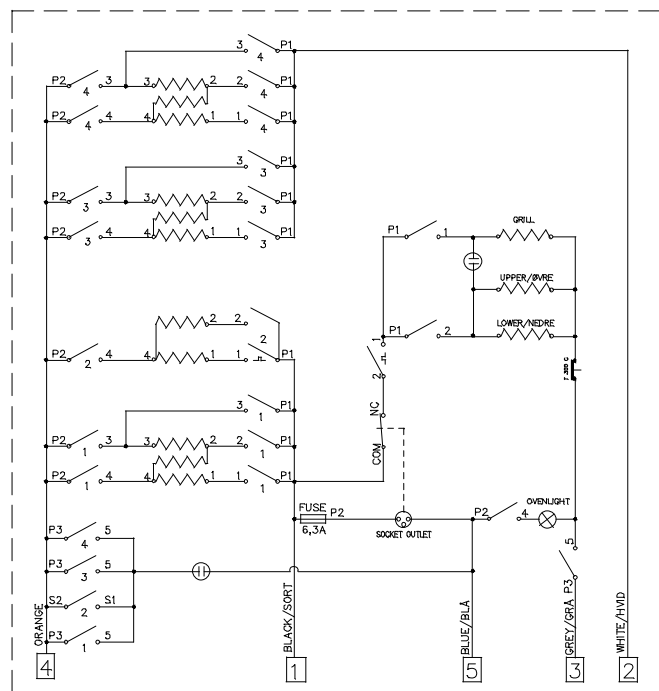 3 P1
4
P2 3 3 2 2 P1
4 4
P2 4 4 1 1 P1
4 4
3 P1
3
P2 3 3 2 2 P1
3 3
P2 4 4 1 1 P1
3 3
P1 1 GRILL
UPPER/ØVRE
P1 2 LOWER/NEDRE
1
2
T.300 C
2 2
2
P2 4 4 1 1 P1
2
3 P1
1
NC
COM
P2 3 3 2 2 P1
1 1
P2 4 4 1 1 P1
1 1
FUSE P2
6,3A
SOCKET OUTLET
P2 4 OVENLIGHT
P3 5
4
P3 5
3
S2 S1
2
P3 5
1
5
P3
ORANGE
BLACK/SORT
BLUE/BLÅ
GREY/GRÅ
WHITE/HVID
4 1 5 3 2